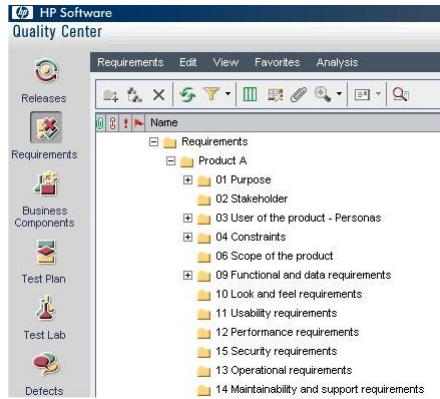 HP Software
Quality Center
Requirements Edit View Favorites Analysis
Releases
Requirements
Business
Components
Test Plan
Test Lab
Defects
Name
Requirements
Product A
01 Purpose
02 Stakeholder
03 User of the product - Personas
04 Constraints
06 Scope of the product
09 Functional and data requirements
10 Look and feel requirements
11 Usability requirements
12 Performance requirements
15 Security requirements
13 Operational requirements
14 Maintainability and support requirements